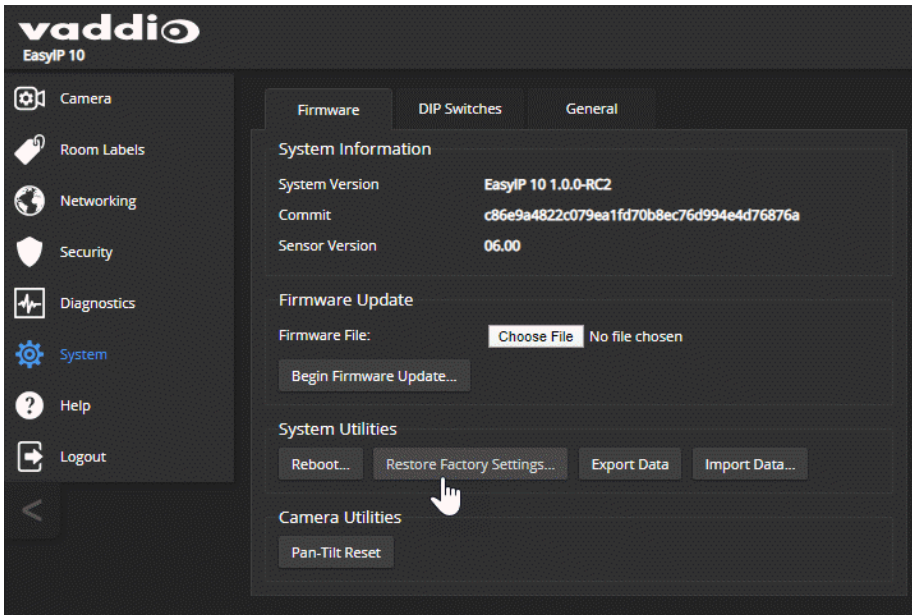 vaddio
EasyIP 10
Camera
Room Labels
Networking
Security
Diagnostics
System
Help
Logout
<
Firmware DIP Switches General
System Information
System Version EasyIP 10 1.0.0-RC2
Commit c86e9a4822c079ea1fd70b8ec76d994e4d76876a
Sensor Version 06.00
Firmware Update
Firmware File: Choose File No file chosen
Begin Firmware Update...
System Utilities
Reboot... Restore Factory Settings... Export Data Import Data...
Camera Utilities
Pan-Tilt Reset